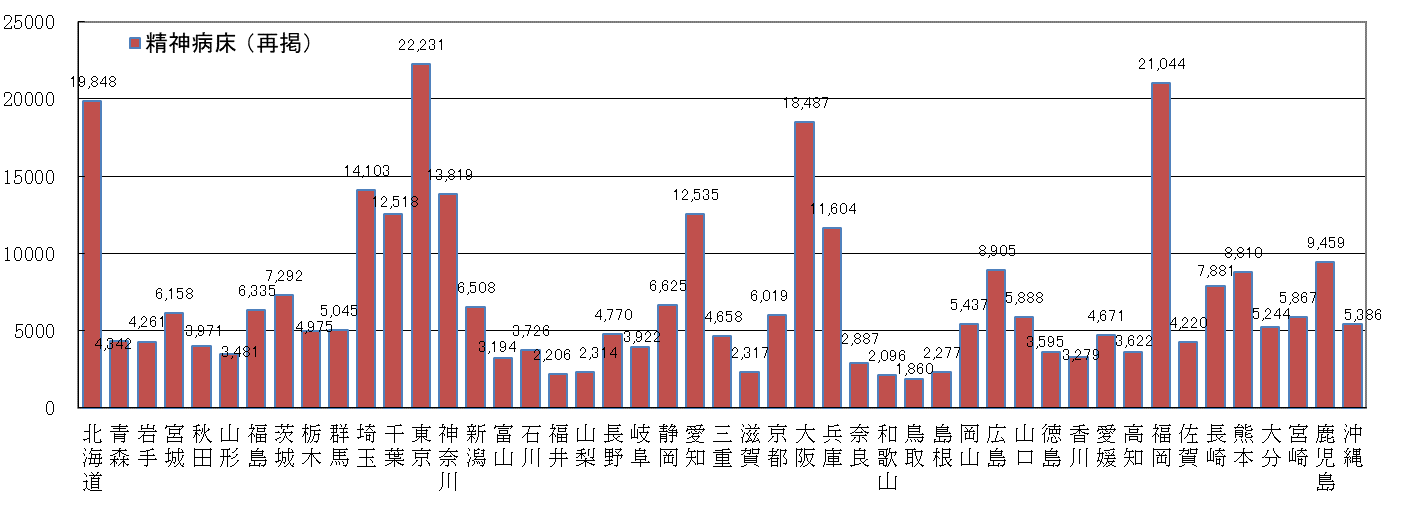 精神病床（再掲）
25000
20000
15000
10000
5000
0
19,848
4,342
4,261
6,158
3,971
3,481
6,335
7,292
4,975
5,045
14,103
12,518
22,231
13,819
6,508
3,194
3,726
2,206
2,314
4,770
3,922
6,625
12,535
4,658
2,317
6,019
18,487
11,604
2,887
2,096
1,860
2,277
5,437
8,905
5,888
3,595
3,279
4,671
3,622
21,044
4,220
7,881
8,810
5,244
5,867
9,459
5,386
北海道
青森
岩手
宮城
秋田
山形
福島
茨城
栃木
群馬
埼玉
千葉
東京
神奈川
新潟
富山
石川
福井
山梨
長野
岐阜
静岡
愛知
三重
滋賀
京都
大阪
兵庫
奈良
和歌山
鳥取
島根
岡山
広島
山口
徳島
香川
愛媛
高知
福岡
佐賀
長崎
熊本
大分
宮崎
鹿児島
沖縄